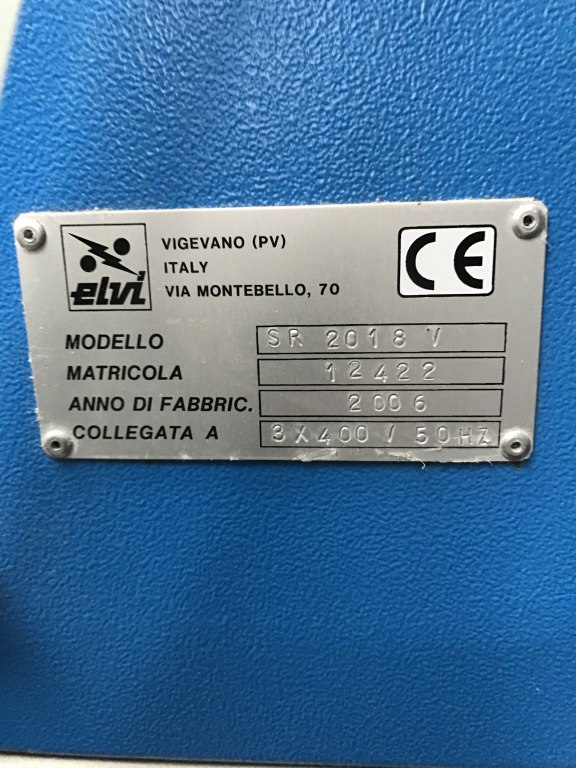 elvi
VIGEVANO (PV)
ITALY
VIA MONTEBELLO, 70
CE
MODELLO SR 2018 V
MATRICOLA 12422
ANNO DI FABBRIC. 2006
COLLEGATA A 3X400V 50HZ